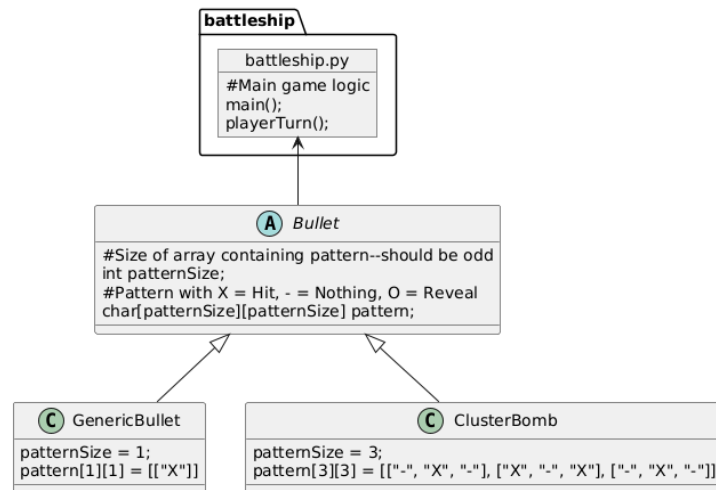 battleship
battleship.py
#Main game logic
main();
playerTurn();
A Bullet
#Size of array containing pattern--should be odd
int patternSize;
#Pattern with X = Hit, - = Nothing, O = Reveal
char[patternSize][patternSize] pattern;
C GenericBullet
patternSize = 1;
pattern[1][1] = [["X"]]
C ClusterBomb
patternSize = 3;
pattern[3][3] = [["-", "X", "-"], ["X", "-", "X"], ["-", "X", "-"]]